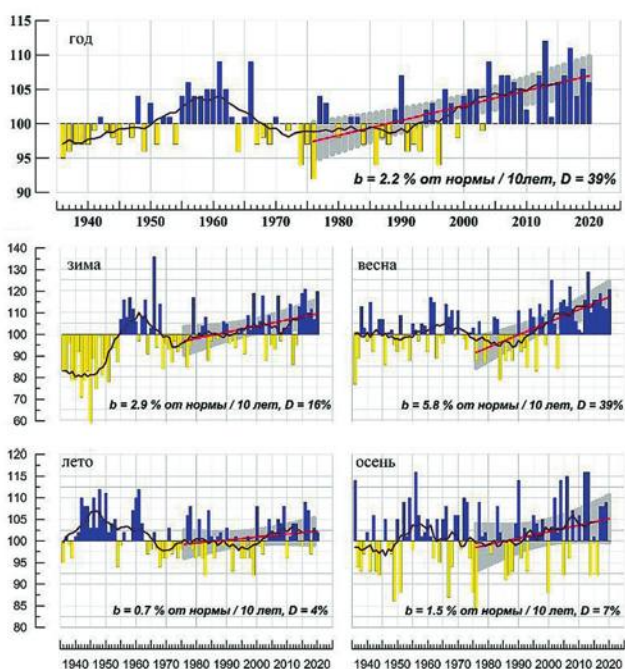 115
год
110
105
100
95
90
b = 2.2 % от нормы / 10лет, D = 39%
1940 1950 1960 1970 1980 1990 2000 2010 2020
140
зима
130
120
110
100
90
80
70
60
b = 2.9 % от нормы / 10 лет, D = 16%
весна
b = 5.8 % от нормы / 10 лет, D = 39%
120
лето
115
110
105
100
95
90
85
80
b = 0.7 % от нормы / 10 лет, D = 4%
осень
b = 1.5 % от нормы / 10 лет, D = 7%
1940 1950 1960 1970 1980 1990 2000 2010 2020
1940 1950 1960 1970 1980 1990 2000 2010 2020